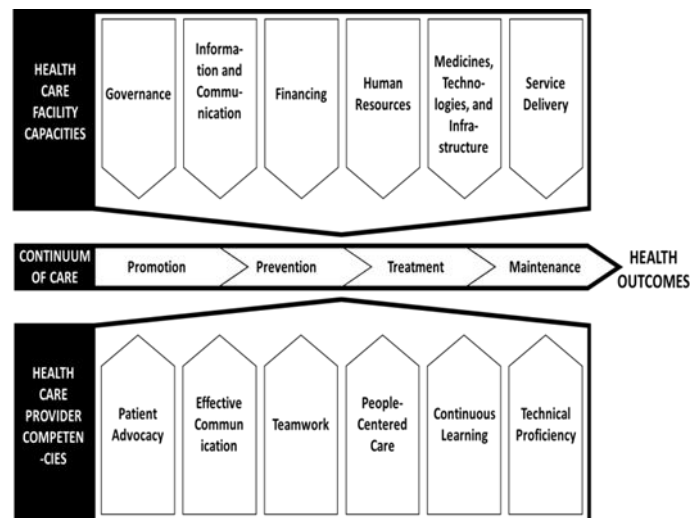 HEALTH
CARE
FACILITY
CAPACITIES
Governance
Informa-
tion and
Commu-
nication
Financing
Human
Resources
Medicines,
Techno-
logies, and
Infra-
structure
Service
Delivery
CONTINUUM
OF CARE
Promotion
Prevention
Treatment
Maintenance
HEALTH
OUTCOMES
HEALTH
CARE
PROVIDER
COMPETEN
-CIES
Patient
Advocacy
Effective
Commun
ication
Teamwork
People-
Centered
Care
Continuous
Learning
Technical
Proficiency